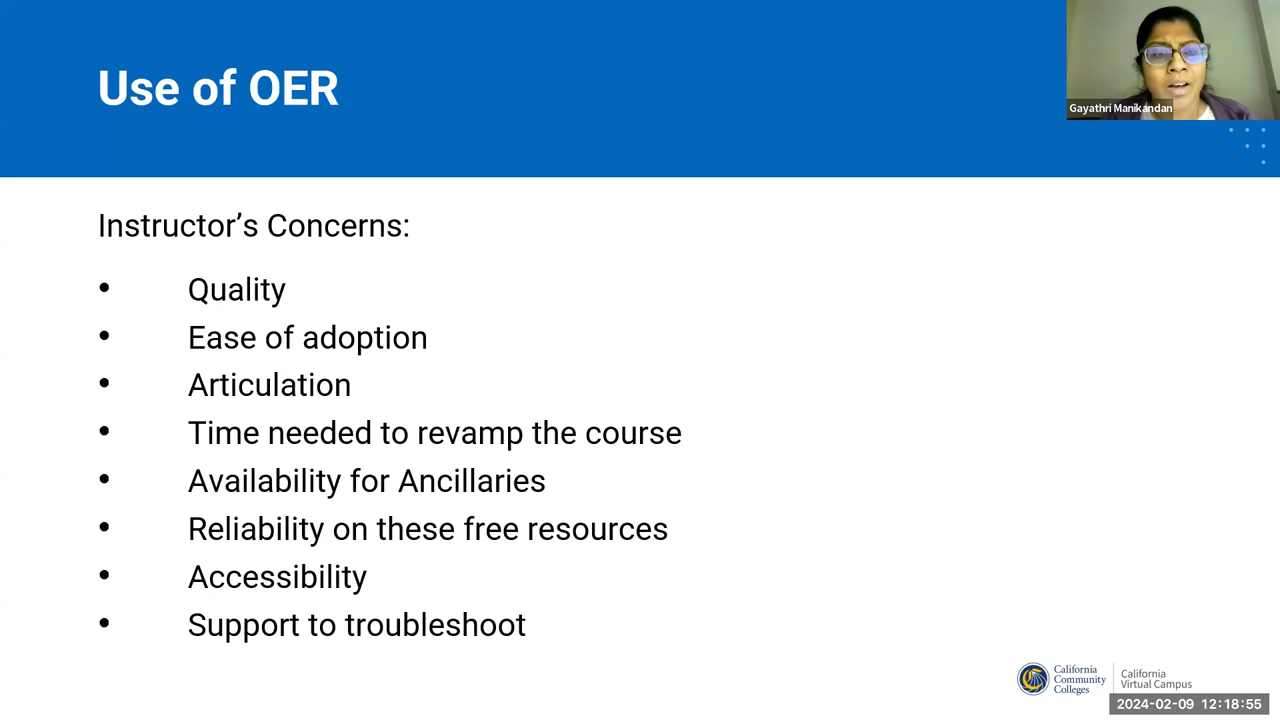 Use of OER
Gayathri Manikandan
Instructor’s Concerns:
• Quality
• Ease of adoption
• Articulation
• Time needed to revamp the course
• Availability for Ancillaries
• Reliability on these free resources
• Accessibility
• Support to troubleshoot
California
Community
Colleges
California
Virtual Campus
2024-02-09 12:18:55